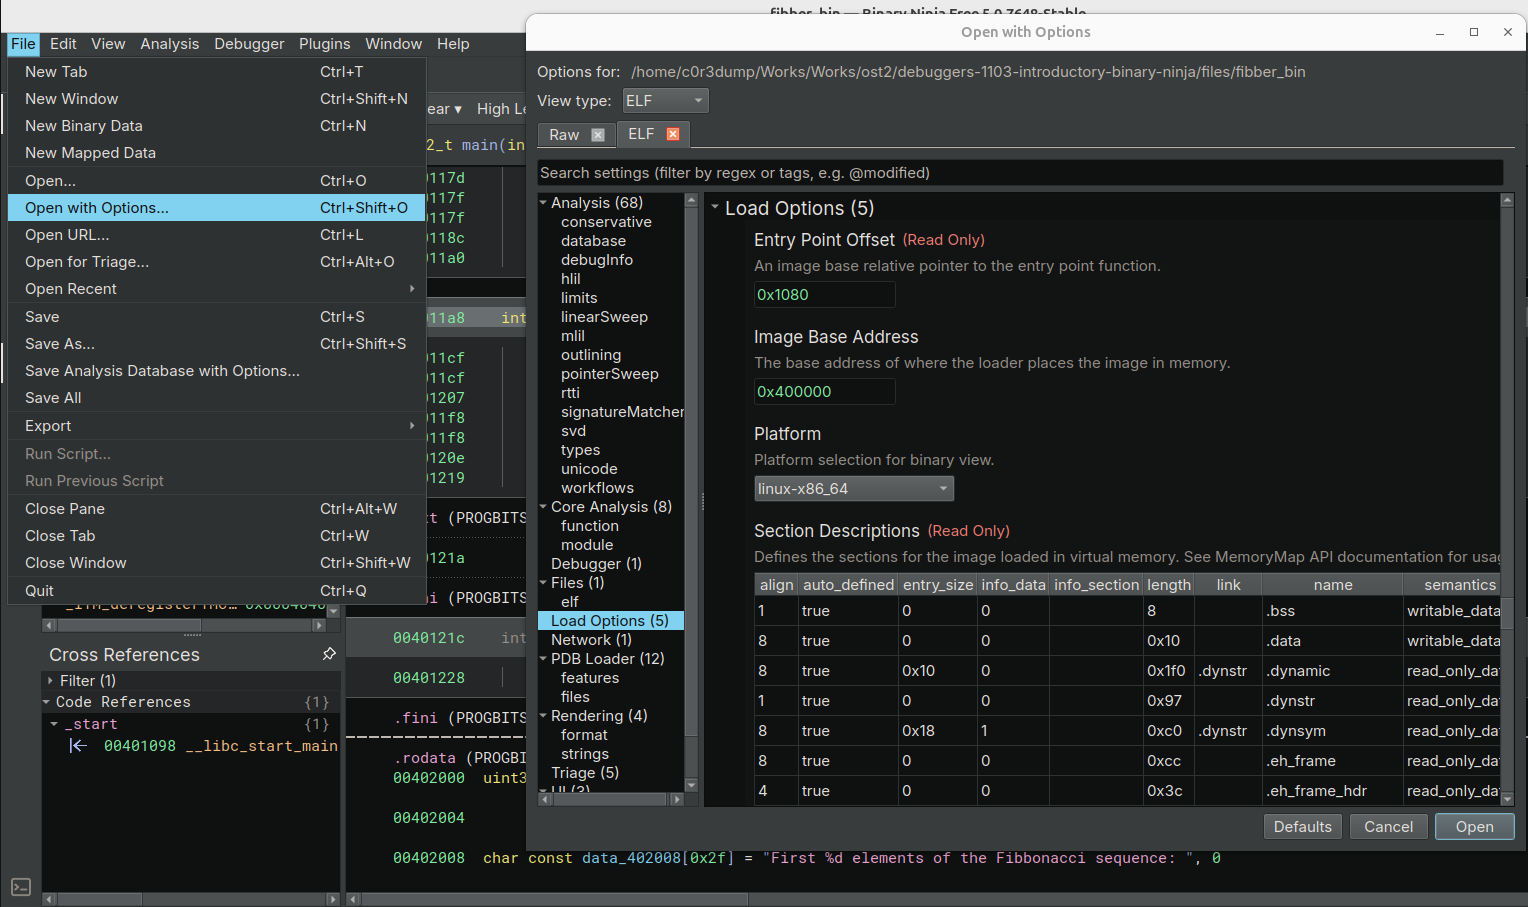 File Edit View Analysis Debugger Plugins Window Help
New Tab Ctrl+T
New Window Ctrl+Shift+N
New Binary Data Ctrl+N
New Mapped Data
Open... Ctrl+O
Open with Options... Ctrl+Shift+O
Open URL... Ctrl+L
Open for Triage... Ctrl+Alt+O
Open Recent
Save Ctrl+S
Save As... Ctrl+Shift+S
Save Analysis Database with Options...
Save All
Export
Run Script...
Run Previous Script
Close Pane Ctrl+Alt+W
Close Tab Ctrl+W
Close Window Ctrl+Shift+W
Quit Ctrl+Q
Cross References
Filter (1)
Code References {1}
_start {1}
00401098 __libc_start_main
ear ▾ High Le
2_t main(in
117d
117f
117f
118c
11a0
11a8 int
11cf
11cf
1207
11f8
11f8
120e
1219
t (PROGBITS
121a
i (PROGBITS
0040121c int
00401228
.fini (PROGBITS
.rodata (PROGBI
00402000 uint3
00402004
00402008 char const data_402008[0x2f] = "First %d elements of the Fibbonacci sequence: ", 0
Open with Options
Options for: /home/c0r3dump/Works/Works/ost2/debuggers-1103-introductory-binary-ninja/files/fibber_bin
View type: ELF
Raw ELF
Search settings (filter by regex or tags, e.g. @modified)
Analysis (68)
conservative
database
debugInfo
hlil
limits
linearSweep
mlil
outlining
pointerSweep
rtti
signatureMatcher
svd
types
unicode
workflows
Core Analysis (8)
function
module
Debugger (1)
Files (1)
elf
Load Options (5)
Network (1)
PDB Loader (12)
features
files
Rendering (4)
format
strings
Triage (5)
Load Options (5)
Entry Point Offset (Read Only)
An image base relative pointer to the entry point function.
0x1080
Image Base Address
The base address of where the loader places the image in memory.
0x400000
Platform
Platform selection for binary view.
linux-x86_64
Section Descriptions (Read Only)
Defines the sections for the image loaded in virtual memory. See MemoryMap API documentation for usag
align auto_defined entry_size info_data info_section length link name semantics
1 true 0 0 8 .bss writable_data
8 true 0 0 0x10 .data writable_data
8 true 0x10 0 0x1f0 .dynstr .dynamic read_only_da
1 true 0 0 0x97 .dynstr read_only_da
8 true 0x18 1 0xc0 .dynstr .dynsym read_only_da
8 true 0 0 0xcc .eh_frame read_only_da
4 true 0 0 0x3c .eh_frame_hdr read_only_da
Defaults Cancel Open